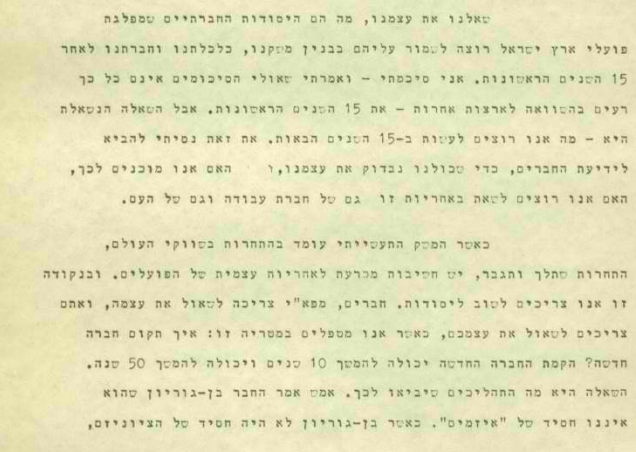 שאלנו את עצמנו, מה הם היסודות החברתיים שמפלגת
פועלי ארץ ישראל רוצה לשמור עליהם בבנין משקנו, כלכלתנו וחברתנו לאחר
15 השנים הראשונות. אני סיכמתי - ואמרתי שאולי הסיכומים אינם כל כך
רעים בהשוואה לארצות אחרות - את 15 השנים הראשונות. אבל השאלה הנשאלת
היא - מה אנו רוצים לעשות ב-15 השנים הבאות. את זאת נסיתי להביא
לידיעת החברים, כדי שכולנו נבדוק את עצמנו, האם אנו מוכנים לכך,
האם אנו רוצים לשאת באחריות זו גם של חברת עבודה וגם של העם.
כאשר המשק התעשייתי עומד בהתחרות בשווקי העולם,
התחרות שתלך ותגבר, יש חשיבות מכרעת לאחריות עצמית של הפועלים. ובנקודה
זו אנו צריכים לשוב ליסודות. חברים, מפא"י צריכה לשאול את עצמה, ואתם
צריכים לשאול את עצמכם, כאשר אנו מטפלים במטריה זו: איך תקום חברה
חדשה? הקמת החברה החדשה יכולה להמשך 10 שנים ויכולה להמשך 50 שנה.
השאלה היא מה התהליכים שיביאו לכך. אמש אמר החבר בן-גוריון שהוא
איננו חסיד של "איזמים". כאשר בן-גוריון לא היה חסיד של הציוניזם,